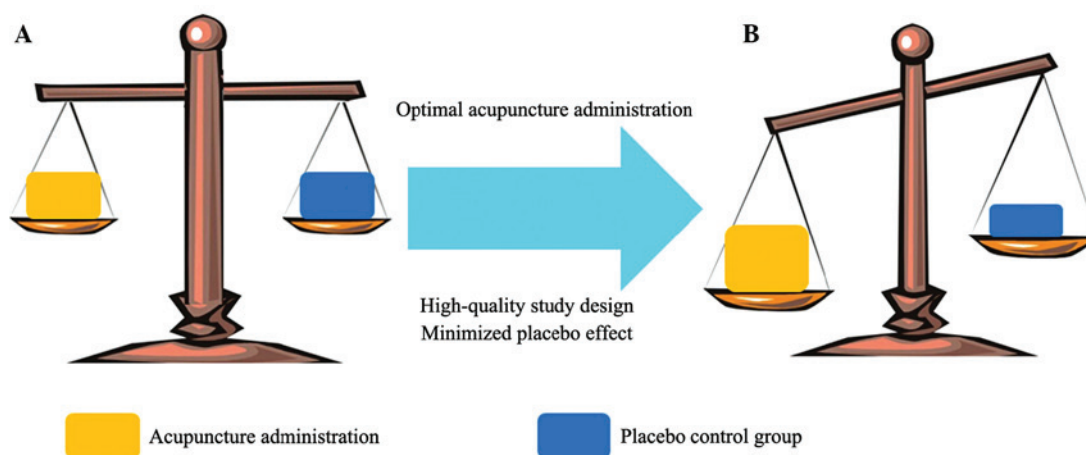 A
B
Optimal acupuncture administration
High-quality study design
Minimized placebo effect
Acupuncture administration
Placebo control group